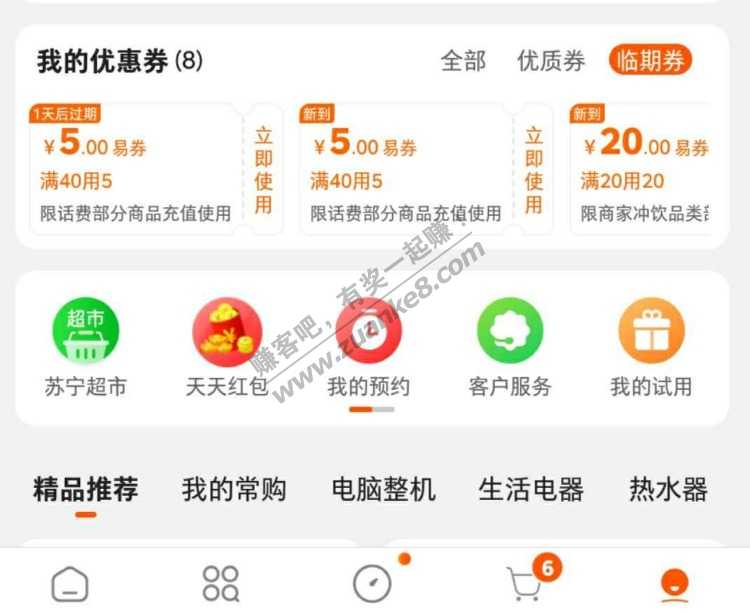 我的优惠券(8) 全部 优质券 临期券
1天后过期 新到 新到
¥5.00易券 ¥5.00易券 ¥20.00易券
满40用5 满40用5 满20用20
限话费部分商品充值使用 限话费部分商品充值使用 限商家冲饮品类
立即使用 立即使用
超市
苏宁超市 天天红包 我的预约 客户服务 我的试用
赚客吧,有奖一起赚!
www.zuanke8.com
精品推荐 我的常购 电脑整机 生活电器 热水器
6